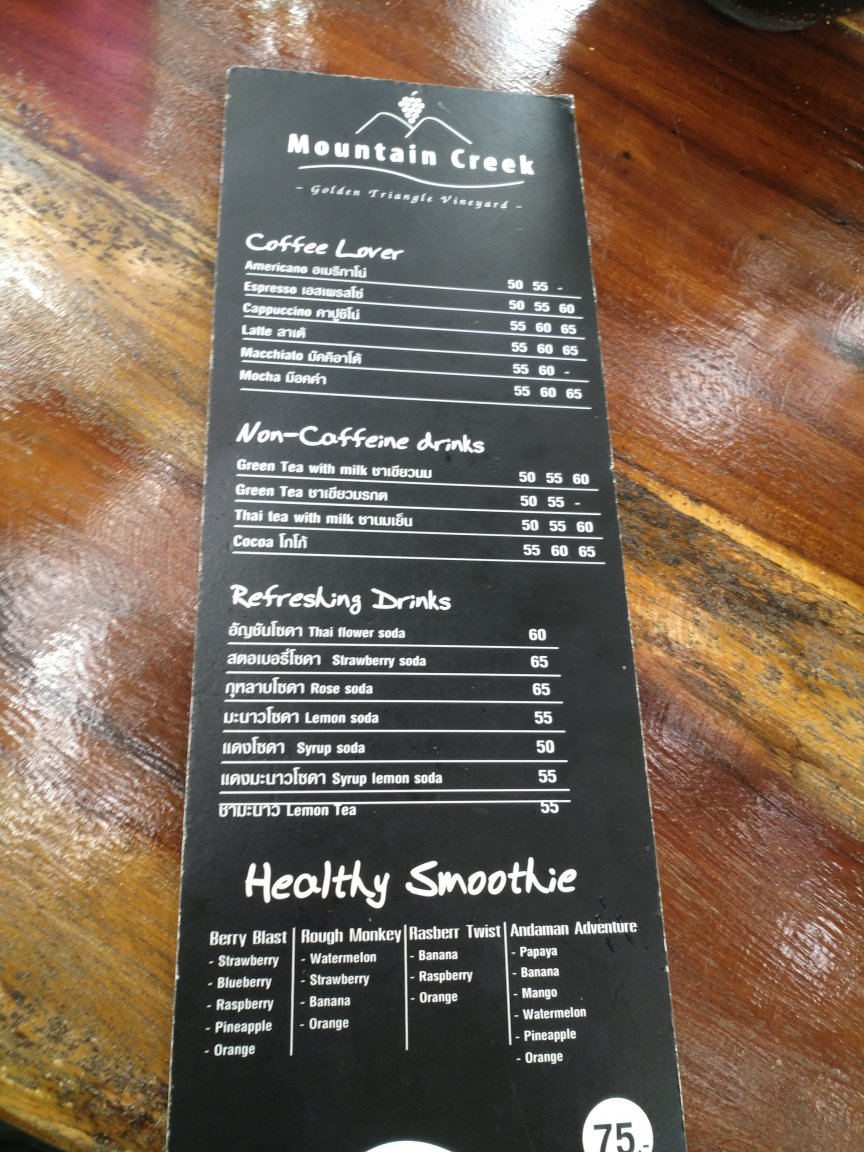 Mountain Creek
- Golden Triangle Vineyard -
Coffee Lover
Americano อเมริกาโน่ 50 55 -
Espresso เอสเพรสโซ่ 50 55 60
Cappuccino คาปูชิโน่ 55 60 65
Latte ลาเต้ 55 60 65
Macchiato มัคคิอาโต้ 55 60 -
Mocha ม๊อคค่า 55 60 65
Non-Caffeine drinks
Green Tea with milk ชาเขียวนม 50 55 60
Green Tea ชาเขียวมรกต 50 55 -
Thai tea with milk ชานมเย็น 50 55 60
Cocoa โกโก้ 55 60 65
Refreshing Drinks
อัญชันโซดา Thai flower soda 60
สตอเบอรี่โซดา Strawberry soda 65
กุหลาบโซดา Rose soda 65
มะนาวโซดา Lemon soda 55
แดงโซดา Syrup soda 50
แดงมะนาวโซดา Syrup lemon soda 55
ชามะนาว Lemon Tea 55
Healthy Smoothie
Berry Blast
- Strawberry
- Blueberry
- Raspberry
- Pineapple
- Orange
Rough Monkey
- Watermelon
- Strawberry
- Banana
- Orange
Rasberr Twist
- Banana
- Raspberry
- Orange
Andaman Adventure
- Papaya
- Banana
- Mango
- Watermelon
- Pineapple
- Orange
75.-